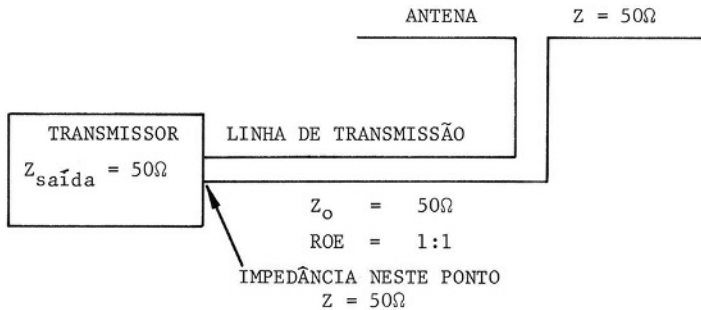 ANTENA Z = 50Ω
TRANSMISSOR LINHA DE TRANSMISSÃO
Zsaída = 50Ω
Zo = 50Ω
ROE = 1:1
IMPEDÂNCIA NESTE PONTO
Z = 50Ω